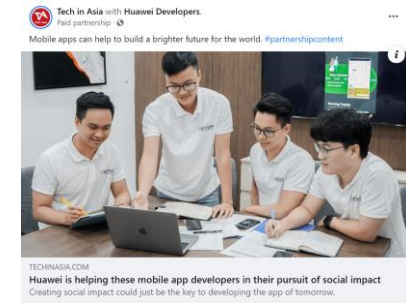 Tech in Asia with Huawei Developers.
Paid partnership ·
Mobile apps can help to build a brighter future for the world. #partnershipcontent
TECHINASIA.COM
Huawei is helping these mobile app developers in their pursuit of social impact
Creating social impact could just be the key to developing the app of tomorrow.